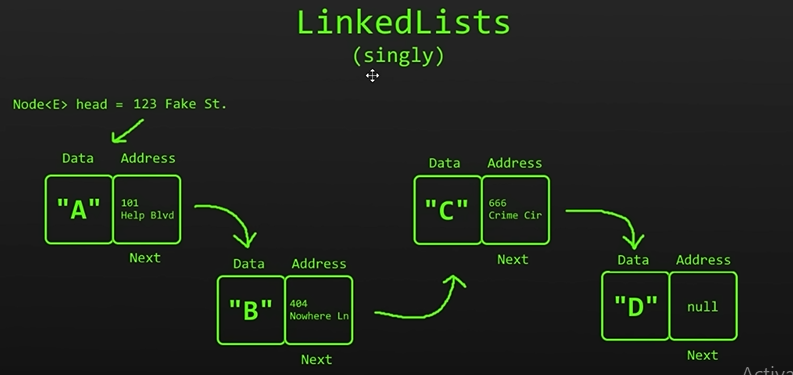 LinkedLists
(singly)
Node<E> head = 123 Fake St.
Data Address
"A" 101
Help Blvd
Next
Data Address
"B" 404
Nowhere Ln
Next
Data Address
"C" 666
Crime Cir
Next
Data Address
"D" null
Next